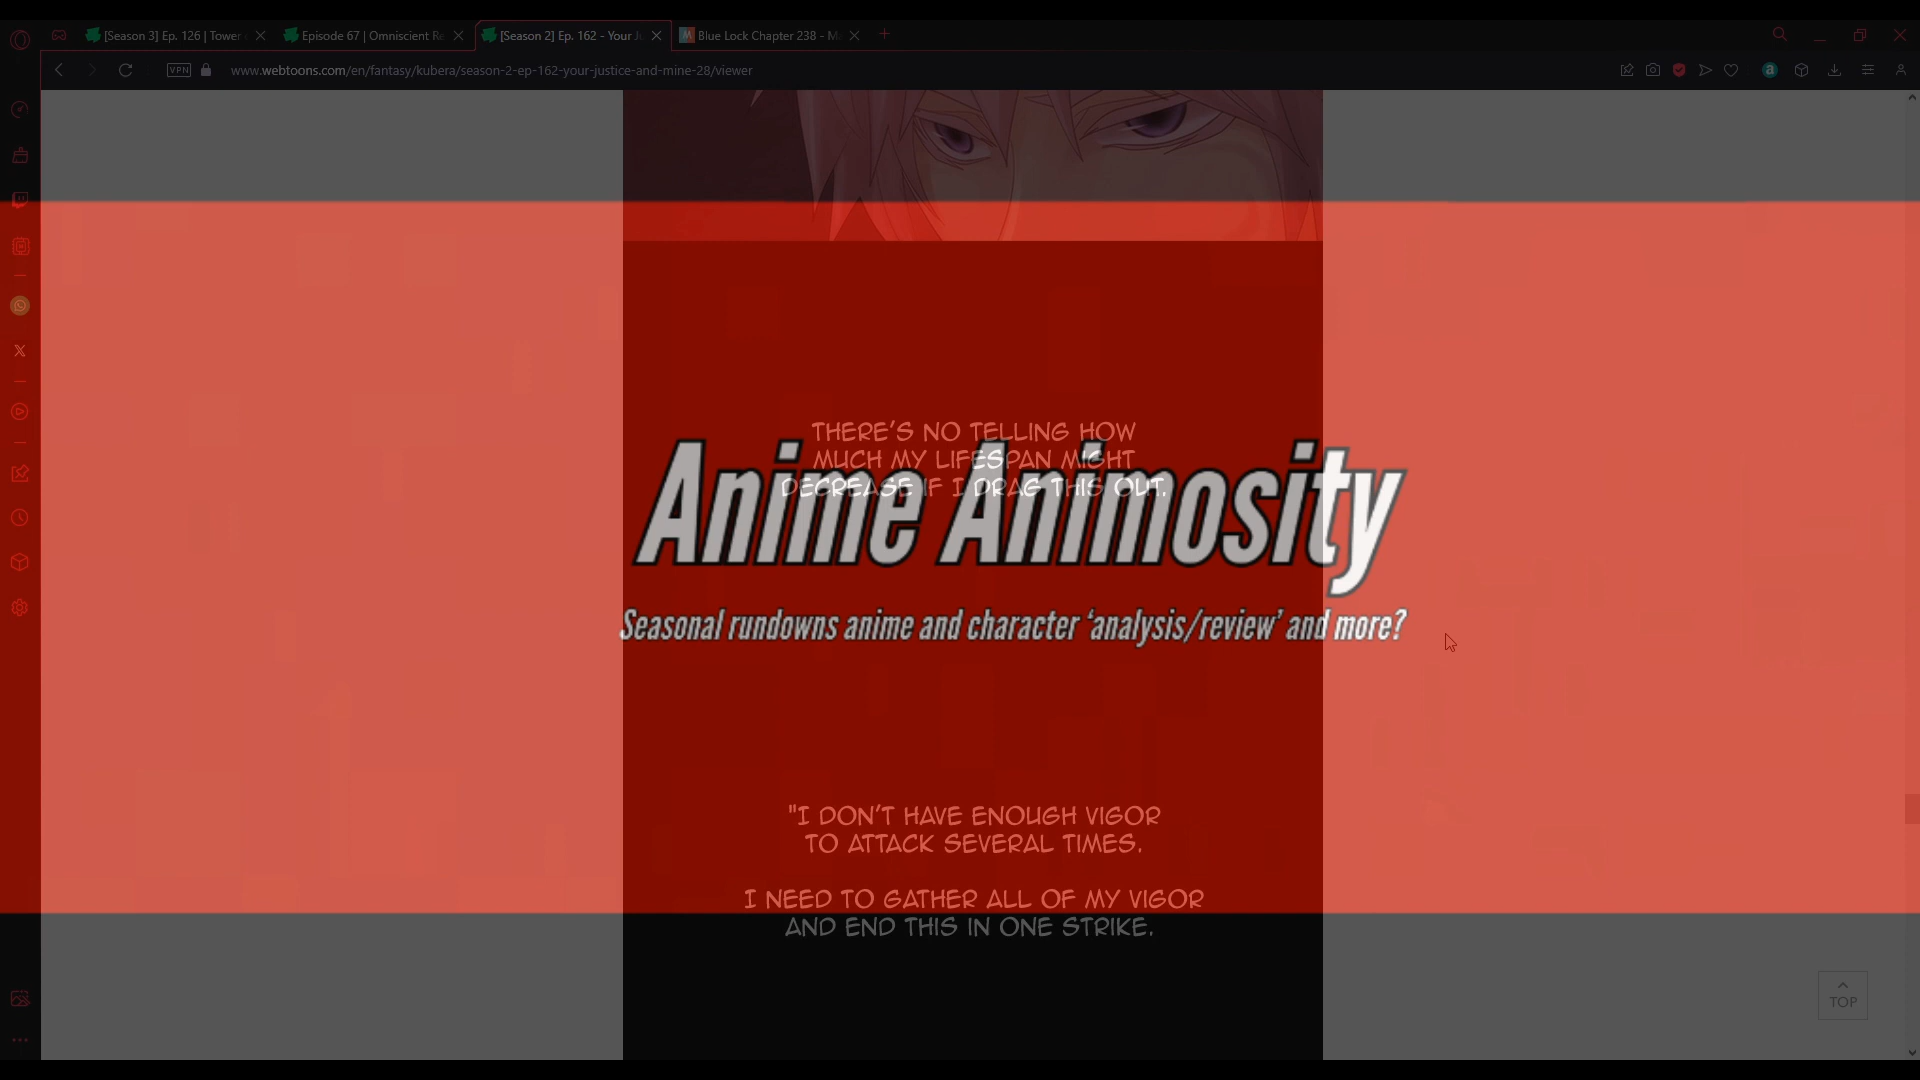 [Season 3] Ep. 126 | Tower
Episode 67 | Omniscient Re
[Season 2] Ep. 162 - Your J
Blue Lock Chapter 238 - M
VPN
www.webtoons.com/en/fantasy/kubera/season-2-ep-162-your-justice-and-mine-28/viewer
THERE'S NO TELLING HOW
MUCH MY LIFESPAN MIGHT
DECREASE IF I DRAG THIS OUT.
Anime Animosity
Seasonal rundowns anime and character 'analysis/review' and more?
"I DON'T HAVE ENOUGH VIGOR
TO ATTACK SEVERAL TIMES.
I NEED TO GATHER ALL OF MY VIGOR
AND END THIS IN ONE STRIKE.
TOP